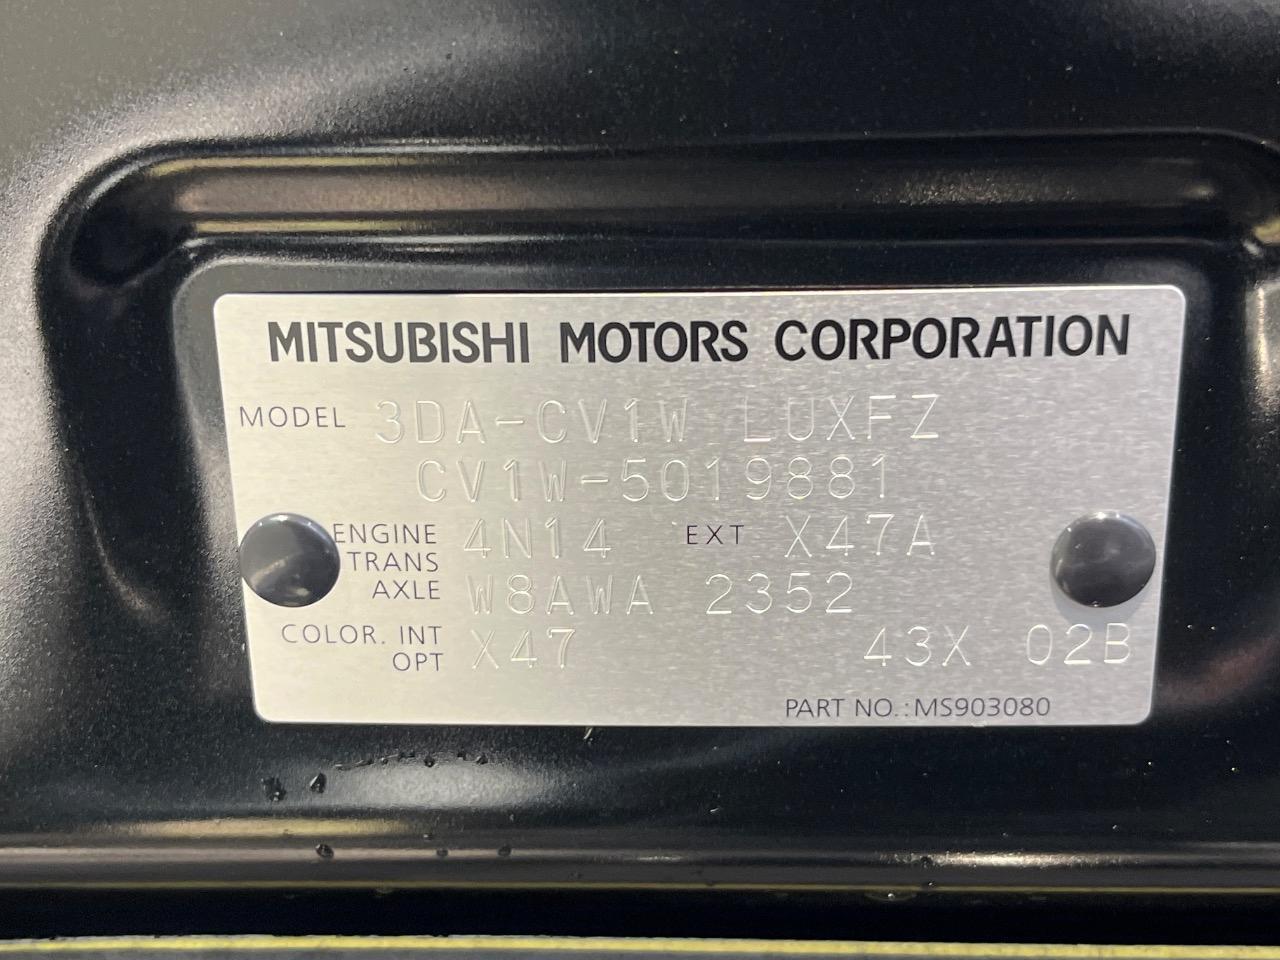 MITSUBISHI MOTORS CORPORATION
MODEL 3DA-CV1W LUXFZ
CV1W-5019881
ENGINE 4N14 EXT X47A
TRANS
AXLE W8AWA 2352
COLOR. INT X47 43X 02B
OPT
PART NO.: MS903080